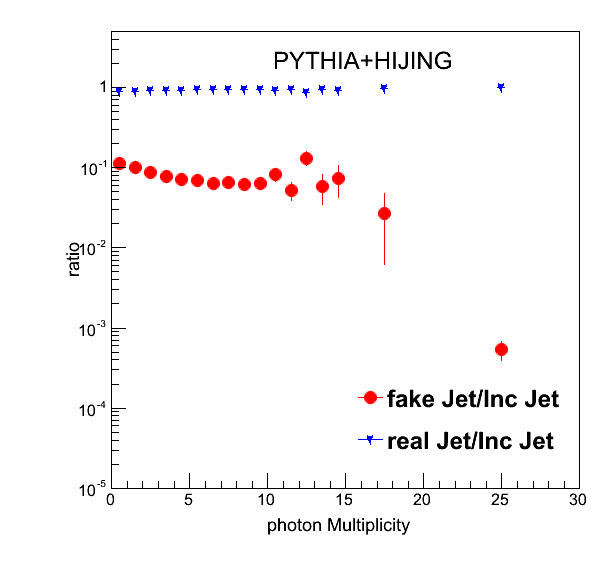 PYTHIA+HIJING
1
10-1
10-2
10-3
10-4
10-5
ratio
fake Jet/Inc Jet
real Jet/Inc Jet
0 5 10 15 20 25 30
photon Multiplicity